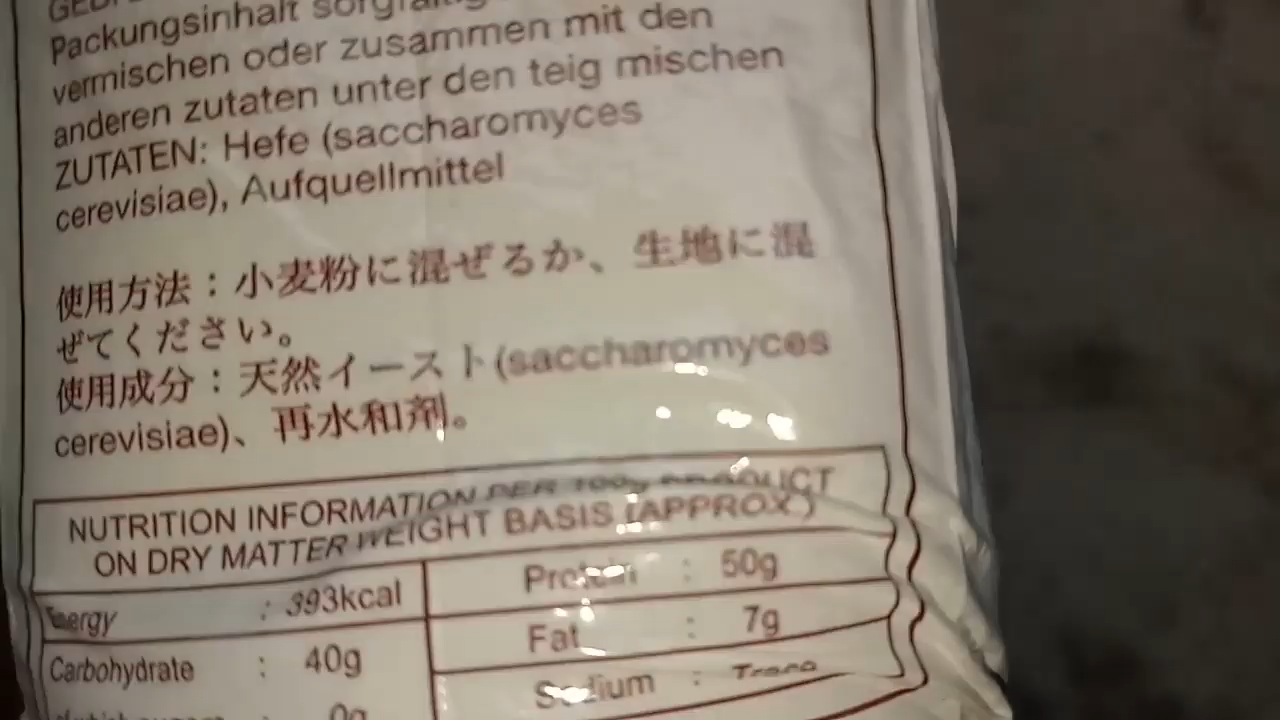 Packungsinhalt
vermischen oder zusammen mit den
anderen zutaten unter den teig mischen
ZUTATEN: Hefe (saccharomyces
cerevisiae), Aufquellmittel
使用方法：小麦粉に混ぜるか、生地に混
ぜてください。
使用成分：天然イースト(saccharomyces
cerevisiae)、再水和剤。
NUTRITION INFORMATION PER 100g PRODUCT
ON DRY MATTER WEIGHT BASIS (APPROX)
Energy : 393kcal
Carbohydrate : 40g
0g
Protein : 50g
Fat : 7g
Sodium : Trace